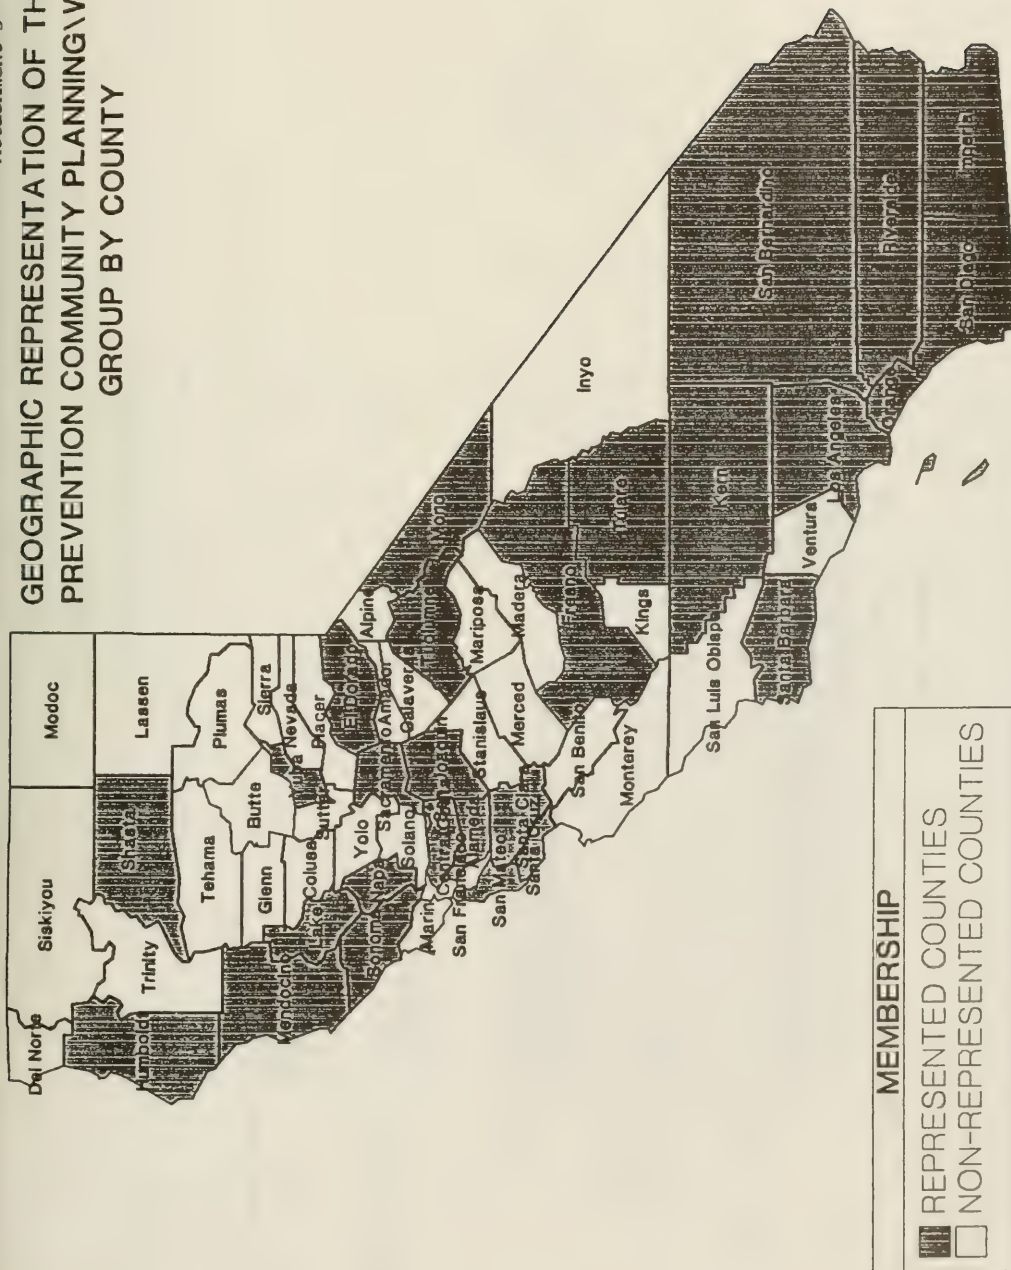 GEOGRAPHIC REPRESENTATION OF TH
PREVENTION COMMUNITY PLANNING\W
GROUP BY COUNTY
Del Norte
Siskiyou
Modoc
Humboldt
Trinity
Shasta
Lassen
Tehama
Plumas
Glenn
Butte
Sierra
Mendocino
Lake
Colusa
Sutter
Yuba
Nevada
Placer
Sonoma
Napa
Yolo
El Dorado
Sacramento
Amador
Alpine
Marin
Solano
Calaveras
Tuolumne
Mono
San Francisco
Contra Costa
Alameda
San Joaquin
Stanislaus
Mariposa
San Mateo
Santa Clara
Santa Cruz
Merced
Madera
San Benito
Fresno
Monterey
Kings
Tulare
Inyo
San Luis Obispo
Kern
San Bernardino
Santa Barbara
Ventura
Los Angeles
Orange
Riverside
San Diego
Imperial
MEMBERSHIP
REPRESENTED COUNTIES
NON-REPRESENTED COUNTIES